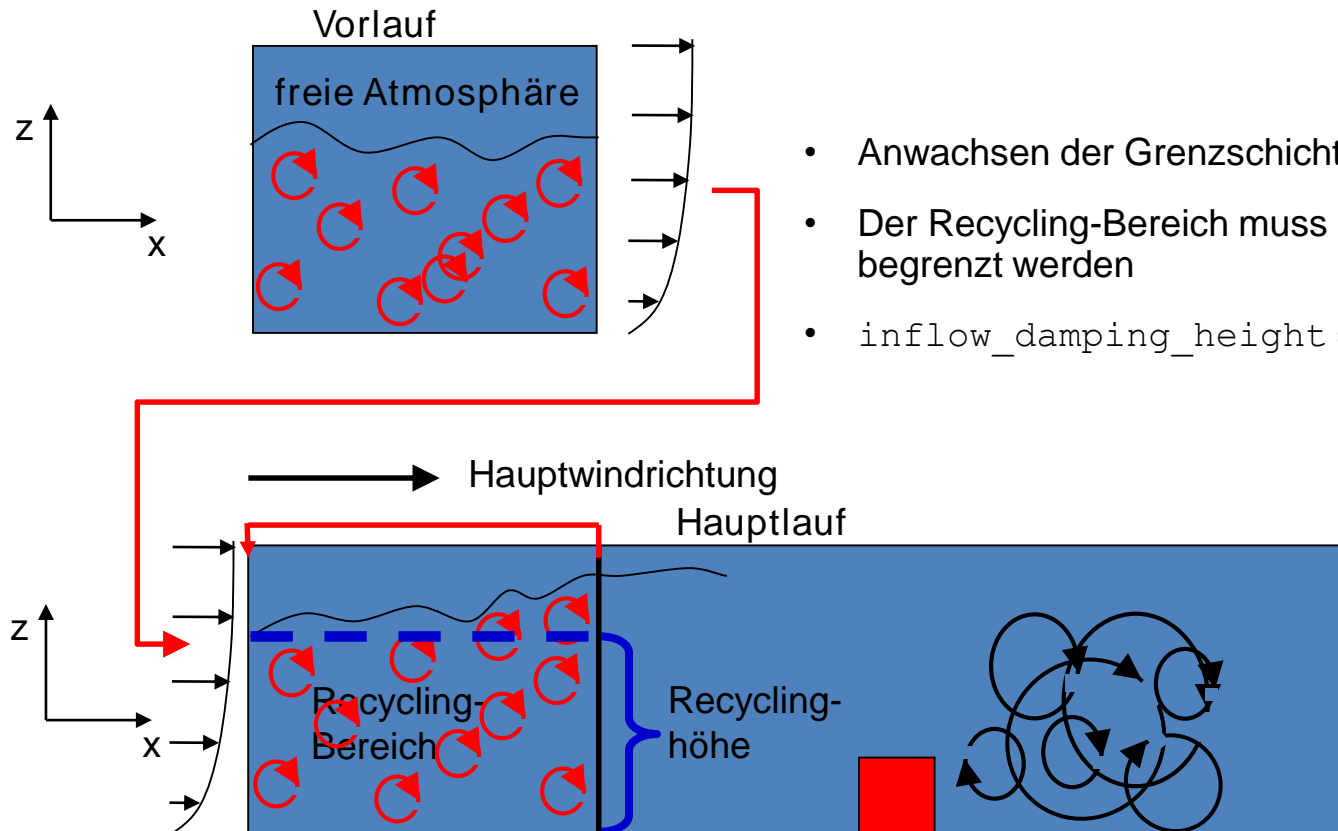 Vorlauf
freie Atmosphäre
z
x
• Anwachsen der Grenzschicht
• Der Recycling-Bereich muss
begrenzt werden
• inflow_damping_height
Hauptwindrichtung
Hauptlauf
z
x
Recycling-
Bereich
Recycling-
höhe